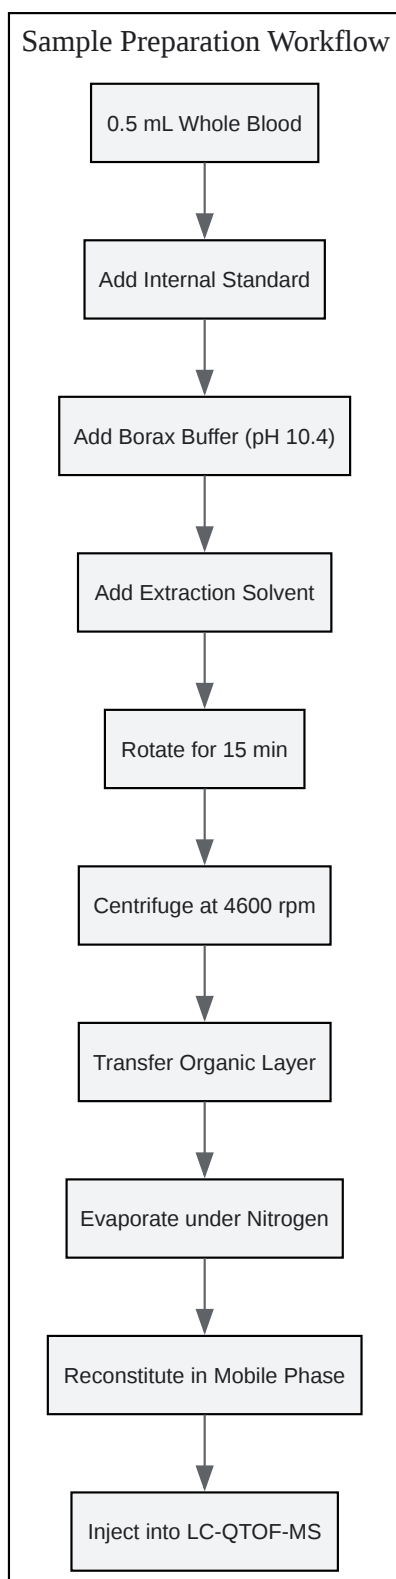 Sample Preparation Workflow
0.5 mL Whole Blood
Add Internal Standard
Add Borax Buffer (pH 10.4)
Add Extraction Solvent
Rotate for 15 min
Centrifuge at 4600 rpm
Transfer Organic Layer
Evaporate under Nitrogen
Reconstitute in Mobile Phase
Inject into LC-QTOF-MS